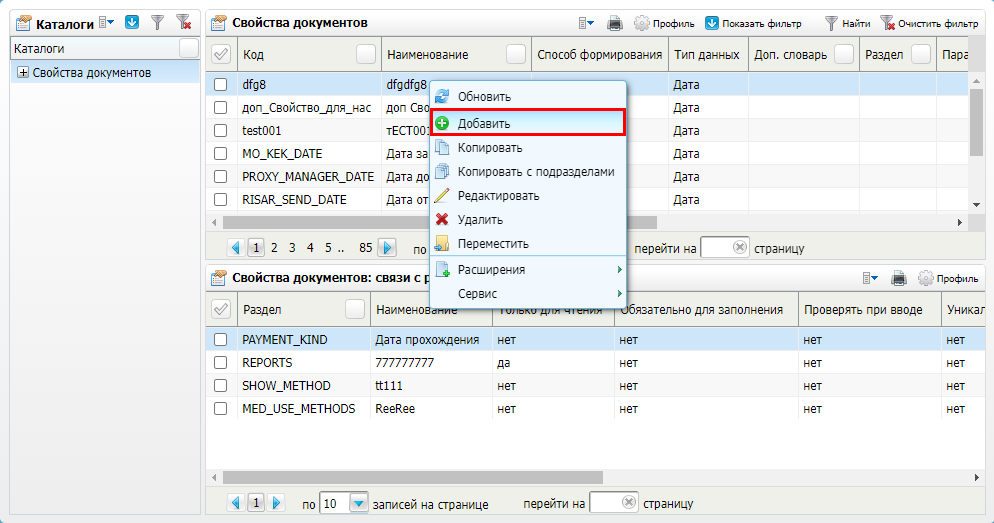 Каталоги
Каталоги
Свойства документов
Свойства документов
Профиль
Показать фильтр
Найти
Очистить фильтр
Код Наименование Способ формирования Тип данных Доп. словарь Раздел Пара
dfg8 dfgdfg8 Дата
доп_Свойство_для_нас доп Сво Дата
test001 тЕСТ001 Дата
MO_KEK_DATE Дата за Дата
PROXY_MANAGER_DATE Дата до Дата
RISAR_SEND_DATE Дата от Дата
Обновить
Добавить
Копировать
Копировать с подразделами
Редактировать
Удалить
Переместить
Расширения
Сервис
1 2 3 4 5 .. 85 по перейти на страницу
Свойства документов: связи с р
Профиль
Раздел Наименование Только для чтения Обязательно для заполнения Проверять при вводе Уникал
PAYMENT_KIND Дата прохождения нет нет нет нет
REPORTS 777777777 да нет нет нет
SHOW_METHOD tt111 нет нет нет нет
MED_USE_METHODS ReeRee нет нет нет нет
1 по 10 записей на странице перейти на страницу